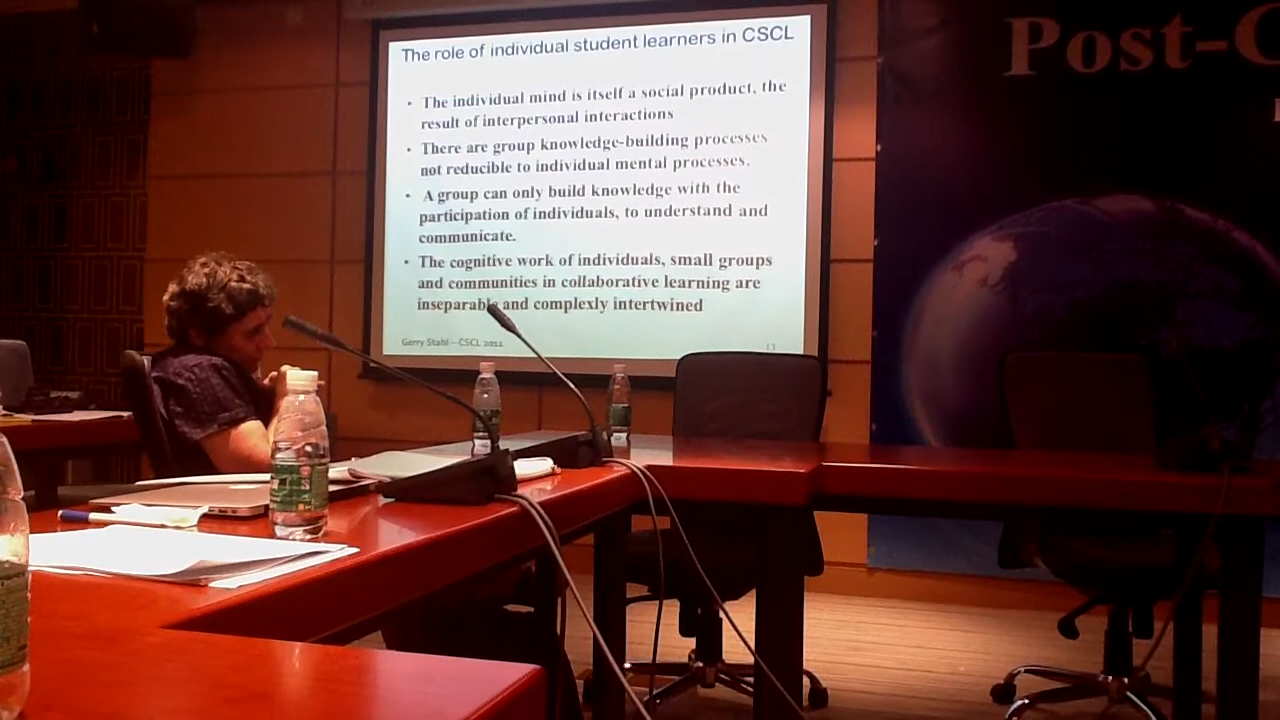 The role of individual student learners in CSCL
• The individual mind is itself a social product, the
result of interpersonal interactions
• There are group knowledge-building processes
not reducible to individual mental processes.
• A group can only build knowledge with the
participation of individuals, to understand and
communicate.
• The cognitive work of individuals, small groups
and communities in collaborative learning are
inseparable and complexly intertwined
Gerry Stahl – CSCL 2011
13
Post-G